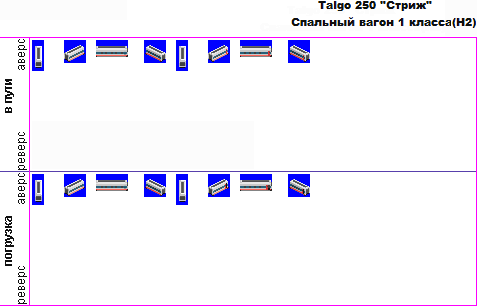 Talgo 250 "Стриж"
Спальный вагон 1 класса(Н2)
в пути
аверс
реверс
погрузка
аверс
реверс